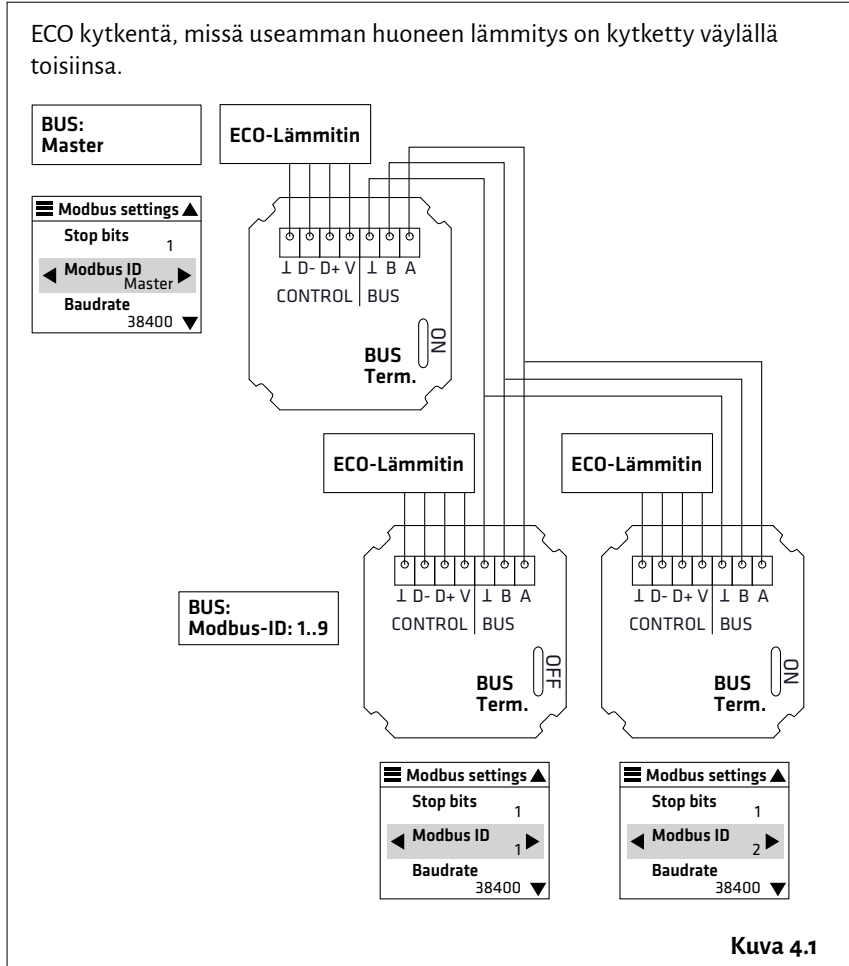 ECO kytkentä, missä useamman huoneen lämmitys on kytketty väylällä
toisiinsa.
BUS:
Master
ECO-Lämmitin
Modbus settings
Stop bits
1
Modbus ID
Master
Baudrate
38400
⊥ D- D+ V ⊥ B A
CONTROL BUS
BUS
Term.
ON
ECO-Lämmitin
ECO-Lämmitin
BUS:
Modbus-ID: 1..9
⊥ D- D+ V ⊥ B A
CONTROL BUS
BUS
Term.
OFF
⊥ D- D+ V ⊥ B A
CONTROL BUS
BUS
Term.
ON
Modbus settings
Stop bits
1
Modbus ID
1
Baudrate
38400
Modbus settings
Stop bits
1
Modbus ID
2
Baudrate
38400
Kuva 4.1